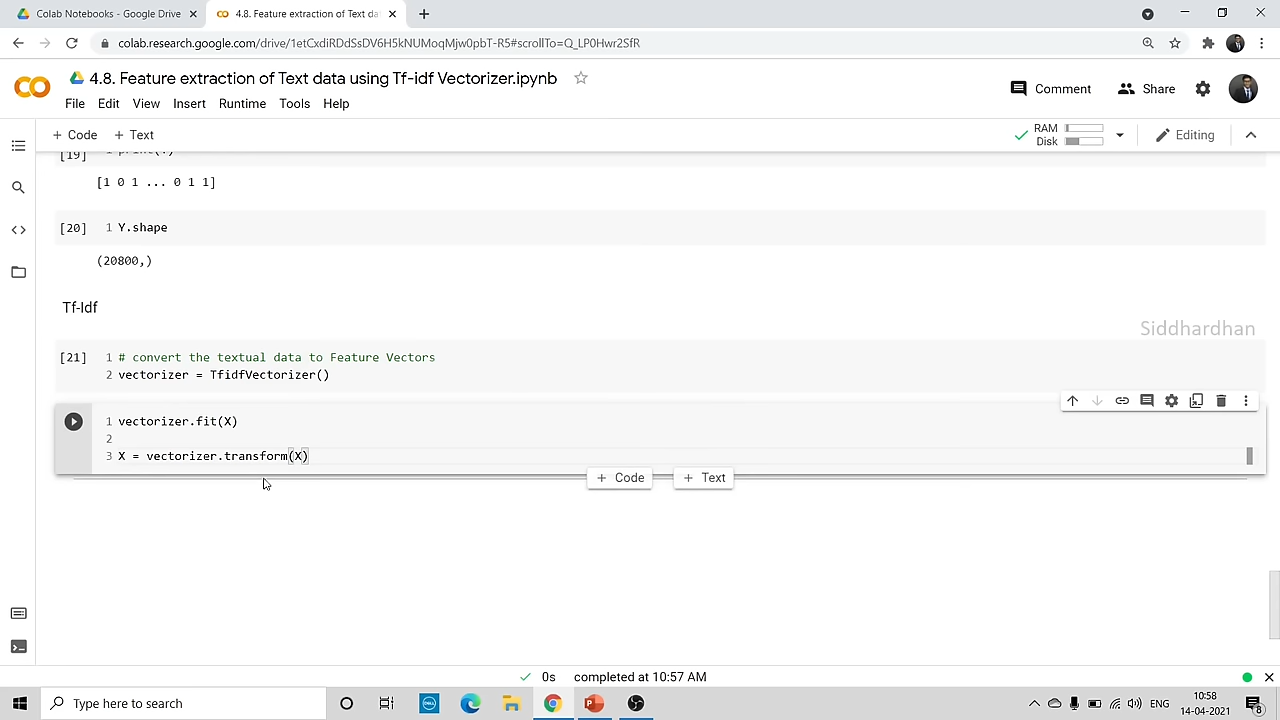 Colab Notebooks - Google Drive
4.8. Feature extraction of Text da
colab.research.google.com/drive/1etCxdiRDdSsDV6H5kNUMoqMjw0pbT-R5#scrollTo=Q_LP0Hwr2SfR
4.8. Feature extraction of Text data using Tf-idf Vectorizer.ipynb
File Edit View Insert Runtime Tools Help
Comment
Share
+ Code + Text
RAM
Disk
Editing
[19]
[1 0 1 ... 0 1 1]
[20] 1 Y.shape
(20800,)
Tf-Idf
Siddhardhan
[21] 1 # convert the textual data to Feature Vectors
2 vectorizer = TfidfVectorizer()
1 vectorizer.fit(X)
2
3 X = vectorizer.transform(X)
+ Code + Text
0s completed at 10:57 AM
Type here to search
DELL
ENG
10:58
14-04-2021
8